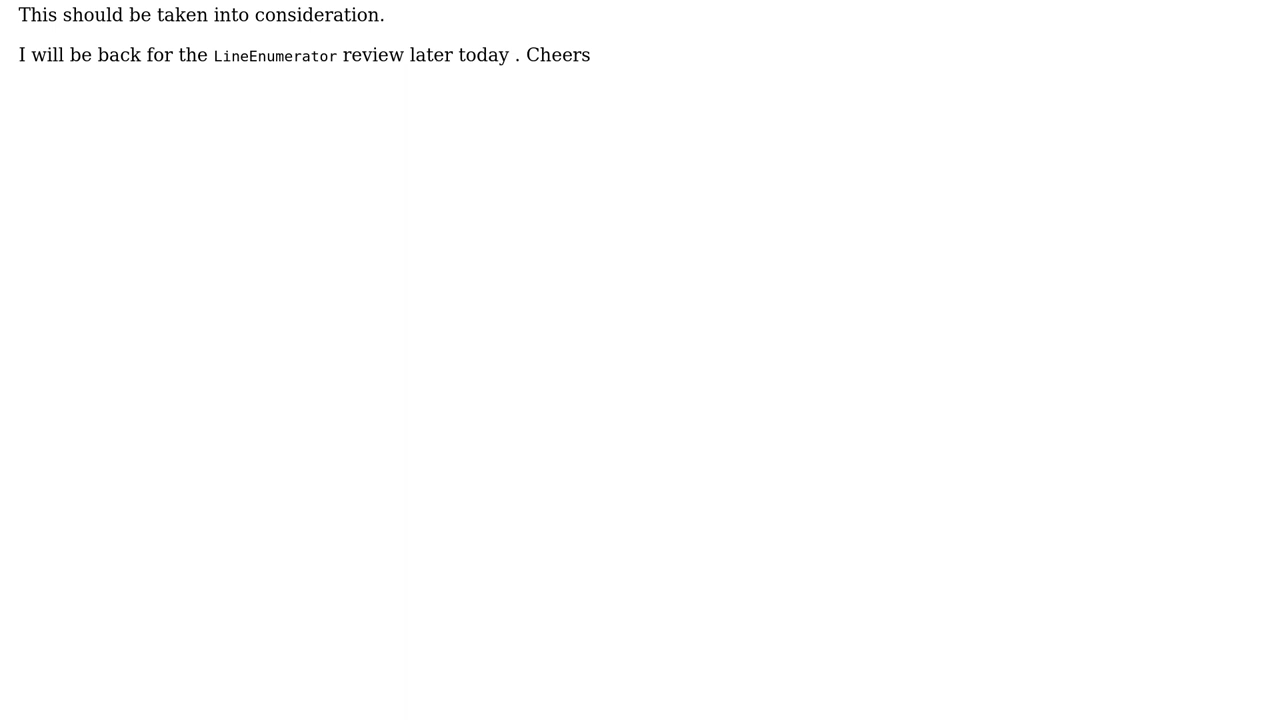 This should be taken into consideration.
I will be back for the LineEnumerator review later today . Cheers